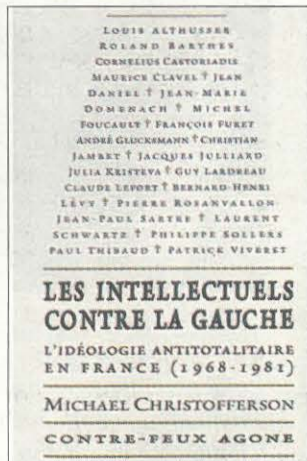 LOUIS ALTHUSSER
ROLAND BARTHES
CORNELIUS CASTORIADIS
MAURICE CLAVEL † JEAN
DANIEL † JEAN-MARIE
DOMENACH † MICHEL
FOUCAULT † FRANÇOIS FURET
ANDRÉ GLUCKSMANN † CHRISTIAN
JAMBET † JACQUES JULLIARD
JULIA KRISTEVA † GUY LARDREAU
CLAUDE LEFORT † BERNARD-HENRI
LÉVY † PIERRE ROSANVALLON
JEAN-PAUL SARTRE † LAURENT
SCHWARTZ † PHILIPPE SOLLERS
PAUL THIBAUD † PATRICK VIVERET
LES INTELLECTUELS
CONTRE LA GAUCHE
L'IDÉOLOGIE ANTITOTALITAIRE
EN FRANCE (1968-1981)
MICHAEL CHRISTOFFERSON
CONTRE-FEUX AGONE